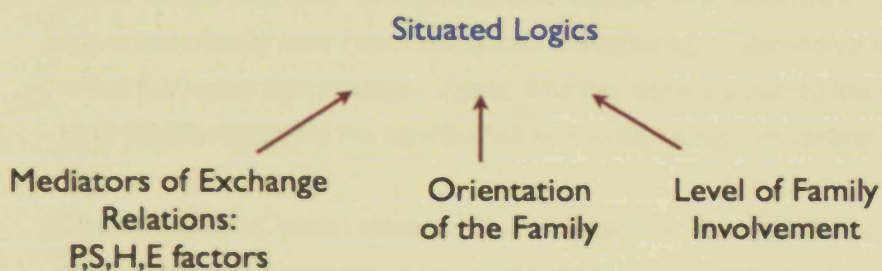 Situated Logics
Mediators of Exchange
Relations:
P,S,H,E factors
Orientation
of the Family
Level of Family
Involvement